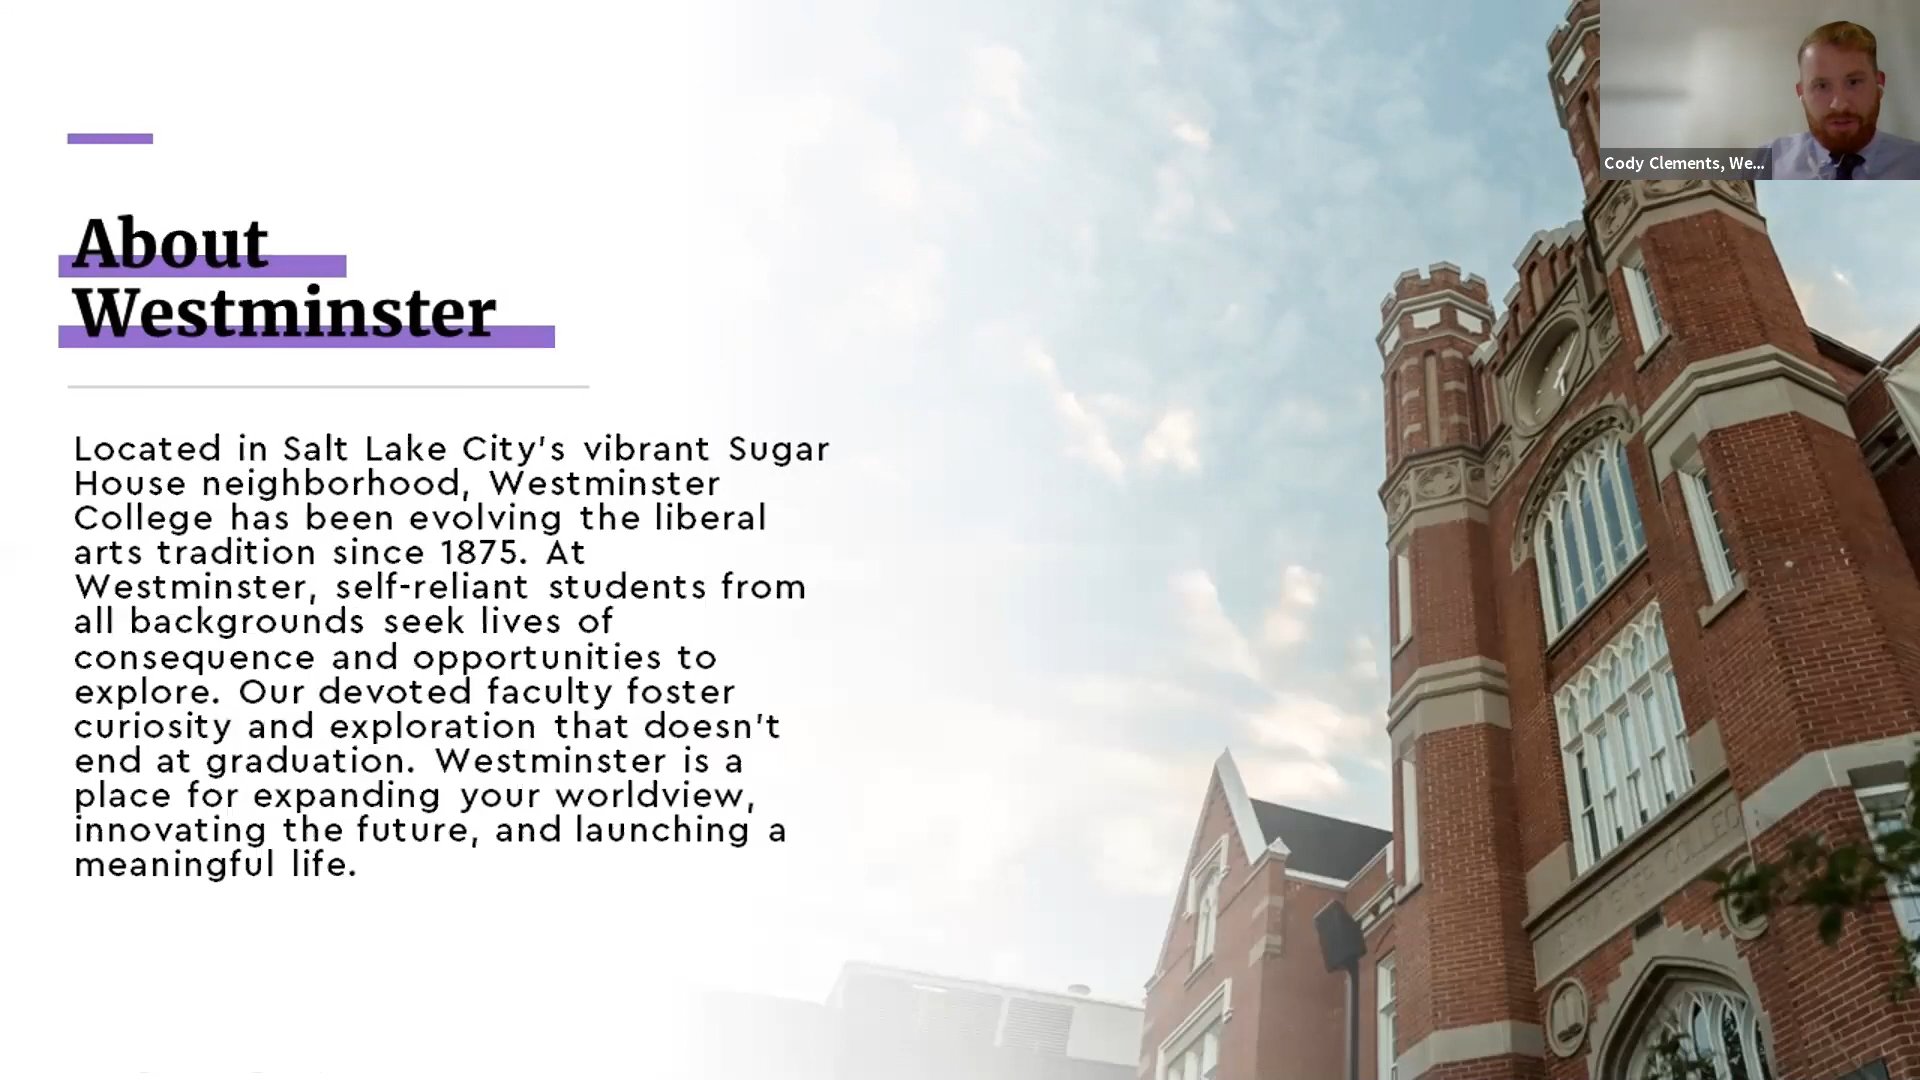 Cody Clements, We...
About
Westminster
Located in Salt Lake City's vibrant Sugar
House neighborhood, Westminster
College has been evolving the liberal
arts tradition since 1875. At
Westminster, self-reliant students from
all backgrounds seek lives of
consequence and opportunities to
explore. Our devoted faculty foster
curiosity and exploration that doesn't
end at graduation. Westminster is a
place for expanding your worldview,
innovating the future, and launching a
meaningful life.